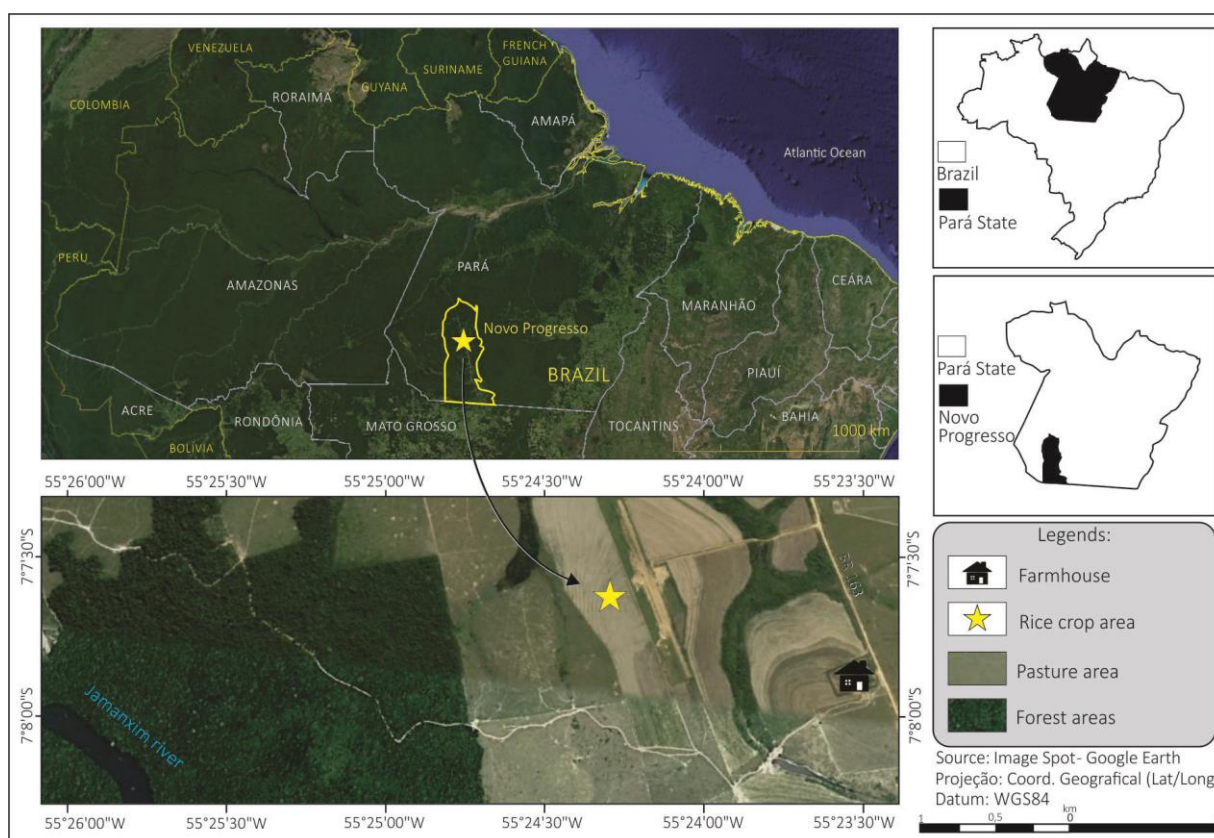 VENEZUELA
COLOMBIA
RORAIMA
GUYANA
SURINAME
FRENCH
GUIANA
AMAPÁ
Atlantic Ocean
PERU
AMAZONAS
PARÁ
Novo Progresso
BRAZIL
MARANHÃO
CEÁRA
PIAUÍ
ACRE
BOLÍVIA
RONDÔNIA
MATO GROSSO
TOCANTINS
BAHIA
1000 km
Brazil
Pará State
Pará State
Novo
Progresso
55°26'00"W 55°25'30"W 55°25'00"W 55°24'30"W 55°24'00"W 55°23'30"W
7°7'30"S
7°8'00"S
7°7'30"S
7°8'00"S
BR 163
Jamanxim river
55°26'00"W 55°25'30"W 55°25'00"W 55°24'30"W 55°24'00"W 55°23'30"W
Legends:
Farmhouse
Rice crop area
Pasture area
Forest areas
Source: Image Spot- Google Earth
Projeção: Coord. Geografical (Lat/Long
Datum: WGS84
km
1 0,5 0